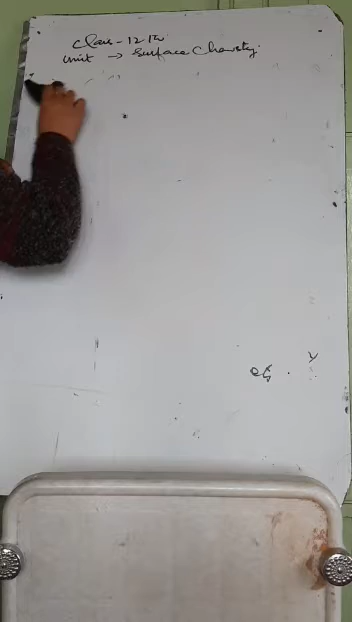 Class - 12th
Unit → Surface Chemistry.